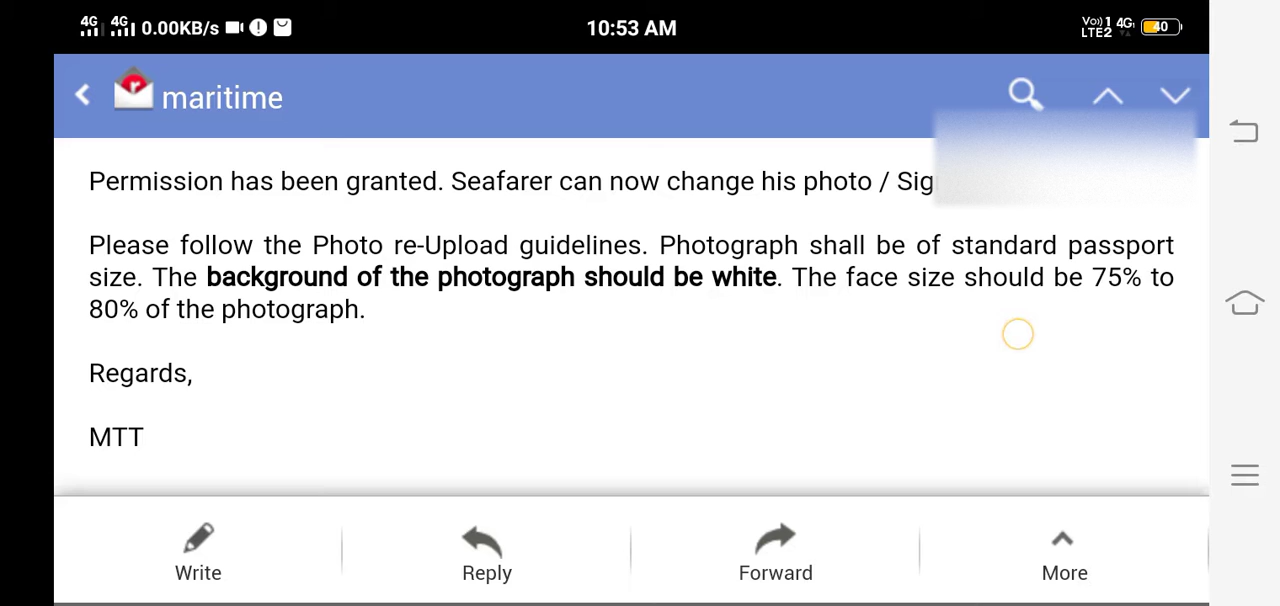 4G 4G 0.00KB/s 10:53 AM Vo) 1 4G LTE2 40
maritime
Permission has been granted. Seafarer can now change his photo / Sig
Please follow the Photo re-Upload guidelines. Photograph shall be of standard passport
size. The background of the photograph should be white. The face size should be 75% to
80% of the photograph.
Regards,
MTT
Write Reply Forward More